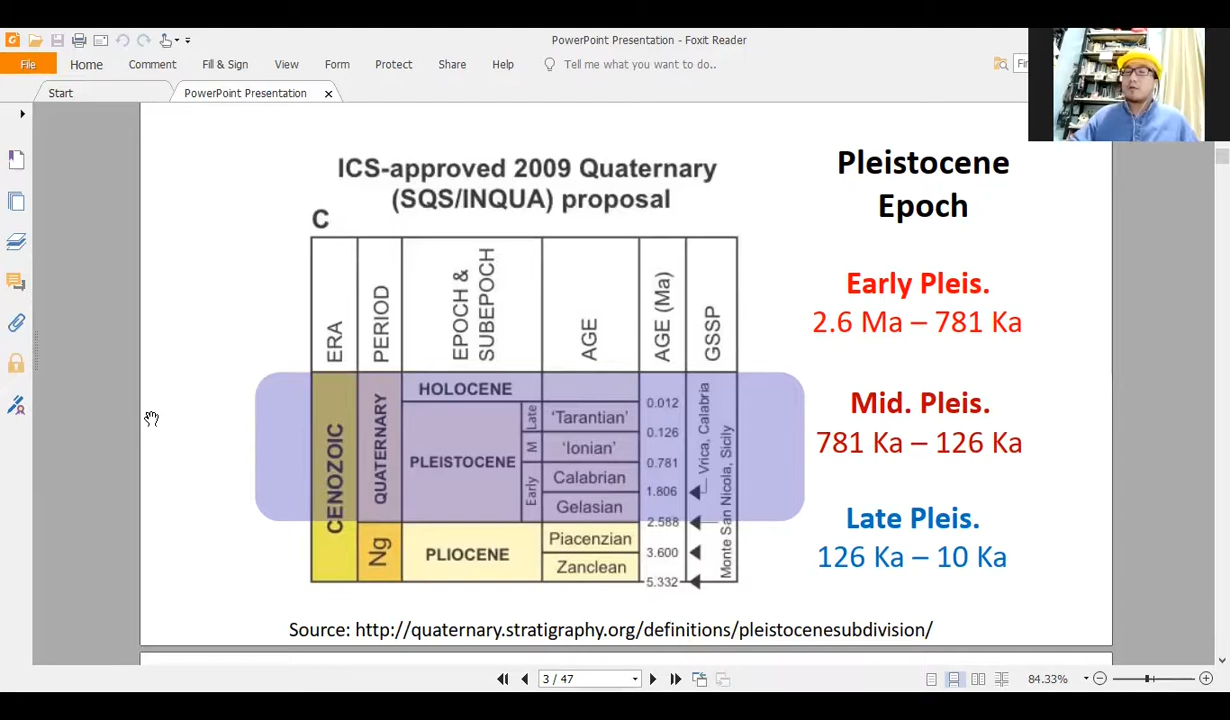 PowerPoint Presentation - Foxit Reader
File Home Comment Fill & Sign View Form Protect Share Help Tell me what you want to do.. Fin
Start PowerPoint Presentation
ICS-approved 2009 Quaternary
(SQS/INQUA) proposal
C
ERA PERIOD EPOCH & SUBEPOCH AGE AGE (Ma) GSSP
CENOZOIC
QUATERNARY
HOLOCENE
0.012
PLEISTOCENE
Late
'Tarantian'
0.126
M
'Ionian'
0.781
Early
Calabrian
1.806
Gelasian
2.588
Ng
PLIOCENE
Piacenzian
3.600
Zanclean
5.332
Vrica, Calabria
Monte San Nicola, Sicily
Pleistocene
Epoch
Early Pleis.
2.6 Ma – 781 Ka
Mid. Pleis.
781 Ka – 126 Ka
Late Pleis.
126 Ka – 10 Ka
Source: http://quaternary.stratigraphy.org/definitions/pleistocenesubdivision/
3 / 47
84.33%